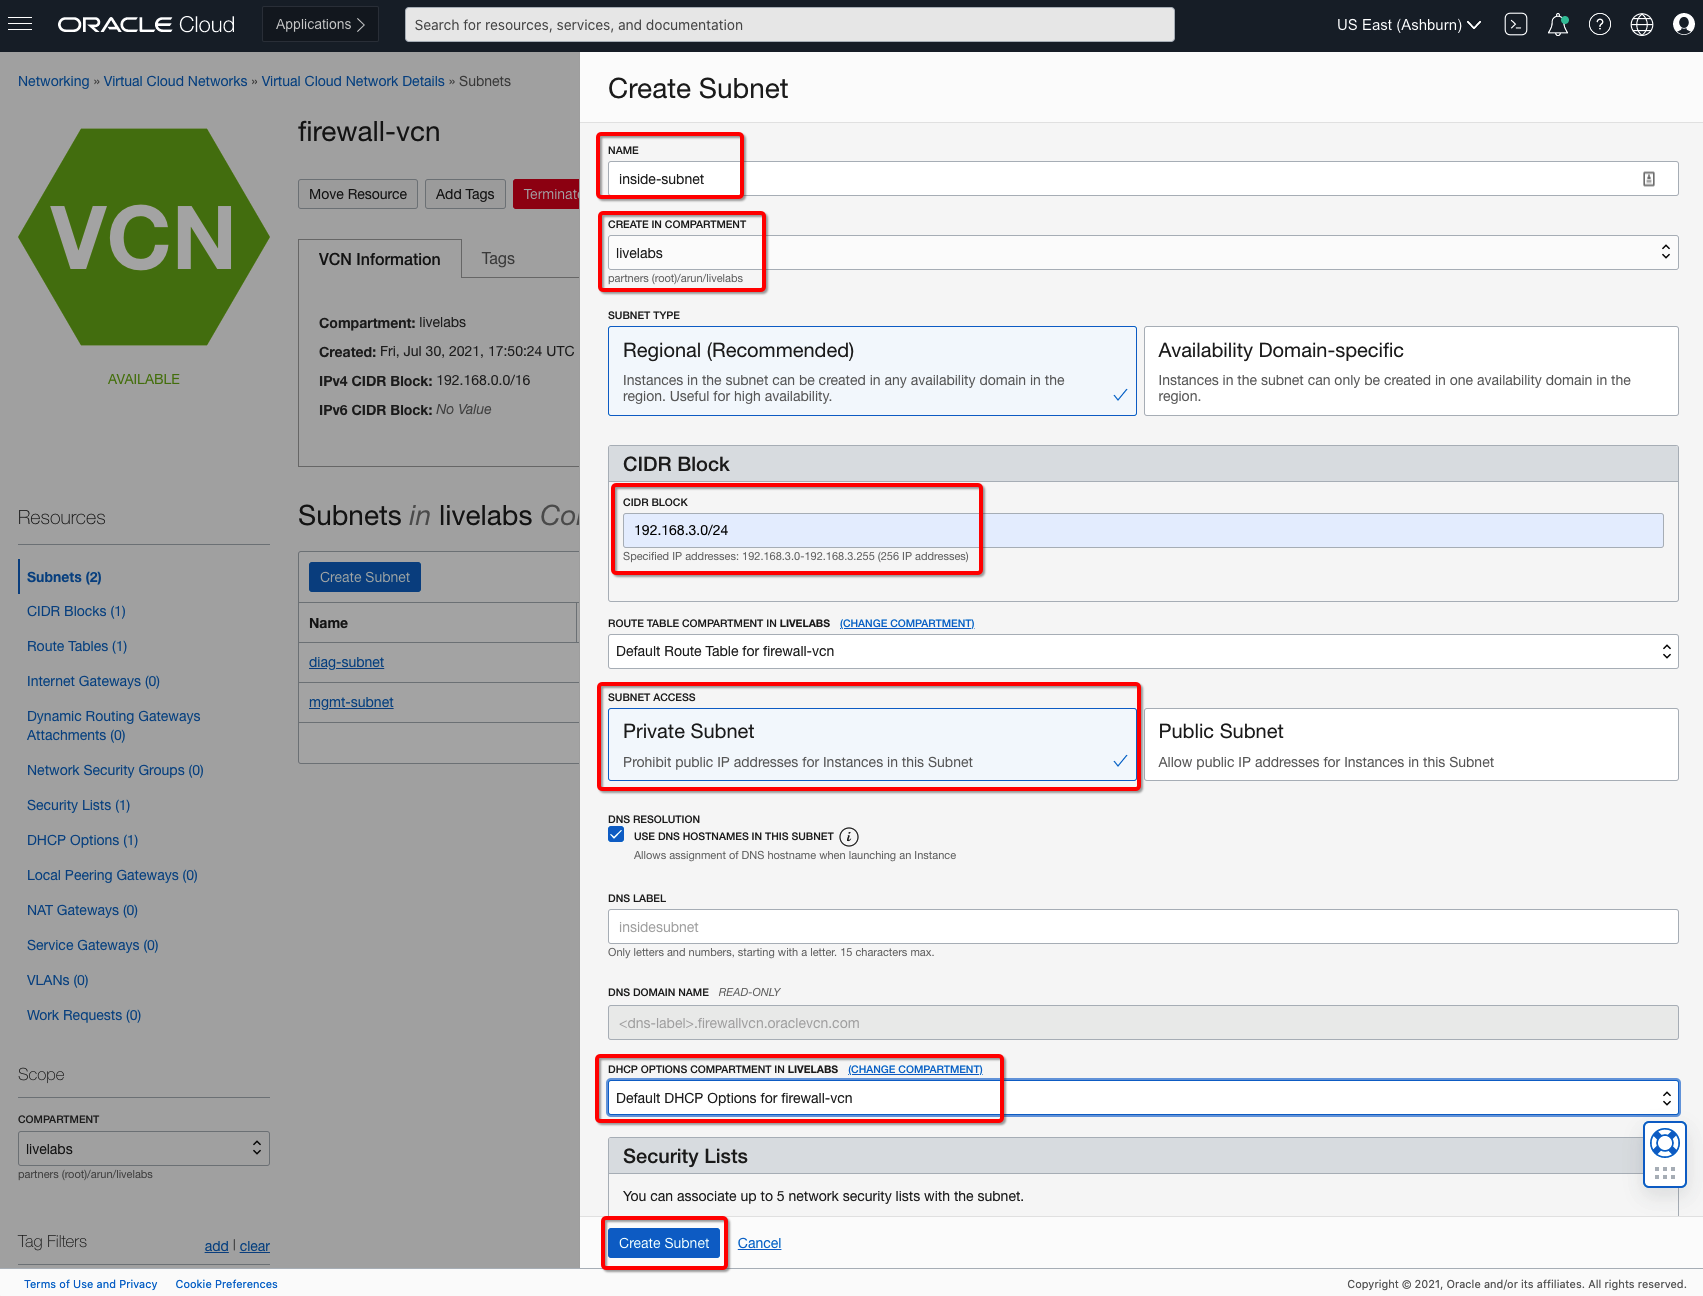 ORACLE Cloud
Applications
Search for resources, services, and documentation
US East (Ashburn)
Networking » Virtual Cloud Networks » Virtual Cloud Network Details » Subnets
VCN
AVAILABLE
firewall-vcn
Move Resource
Add Tags
Terminate
VCN Information
Tags
Compartment: livelabs
Created: Fri, Jul 30, 2021, 17:50:24 UTC
IPv4 CIDR Block: 192.168.0.0/16
IPv6 CIDR Block: No Value
Resources
Subnets (2)
CIDR Blocks (1)
Route Tables (1)
Internet Gateways (0)
Dynamic Routing Gateways
Attachments (0)
Network Security Groups (0)
Security Lists (1)
DHCP Options (1)
Local Peering Gateways (0)
NAT Gateways (0)
Service Gateways (0)
VLANs (0)
Work Requests (0)
Scope
COMPARTMENT
livelabs
partners (root)/arun/livelabs
Tag Filters
add | clear
Subnets in livelabs
Create Subnet
Name
diag-subnet
mgmt-subnet
Create Subnet
NAME
inside-subnet
CREATE IN COMPARTMENT
livelabs
partners (root)/arun/livelabs
SUBNET TYPE
Regional (Recommended)
Instances in the subnet can be created in any availability domain in the
region. Useful for high availability.
Availability Domain-specific
Instances in the subnet can only be created in one availability domain in the
region.
CIDR Block
CIDR BLOCK
192.168.3.0/24
Specified IP addresses: 192.168.3.0-192.168.3.255 (256 IP addresses)
ROUTE TABLE COMPARTMENT IN LIVELABS (CHANGE COMPARTMENT)
Default Route Table for firewall-vcn
SUBNET ACCESS
Private Subnet
Prohibit public IP addresses for Instances in this Subnet
Public Subnet
Allow public IP addresses for Instances in this Subnet
DNS RESOLUTION
USE DNS HOSTNAMES IN THIS SUBNET
Allows assignment of DNS hostname when launching an Instance
DNS LABEL
insidesubnet
Only letters and numbers, starting with a letter. 15 characters max.
DNS DOMAIN NAME READ-ONLY
<dns-label>.firewallvcn.oraclevcn.com
DHCP OPTIONS COMPARTMENT IN LIVELABS (CHANGE COMPARTMENT)
Default DHCP Options for firewall-vcn
Security Lists
You can associate up to 5 network security lists with the subnet.
Create Subnet
Cancel
Terms of Use and Privacy
Cookie Preferences
Copyright © 2021, Oracle and/or its affiliates. All rights reserved.